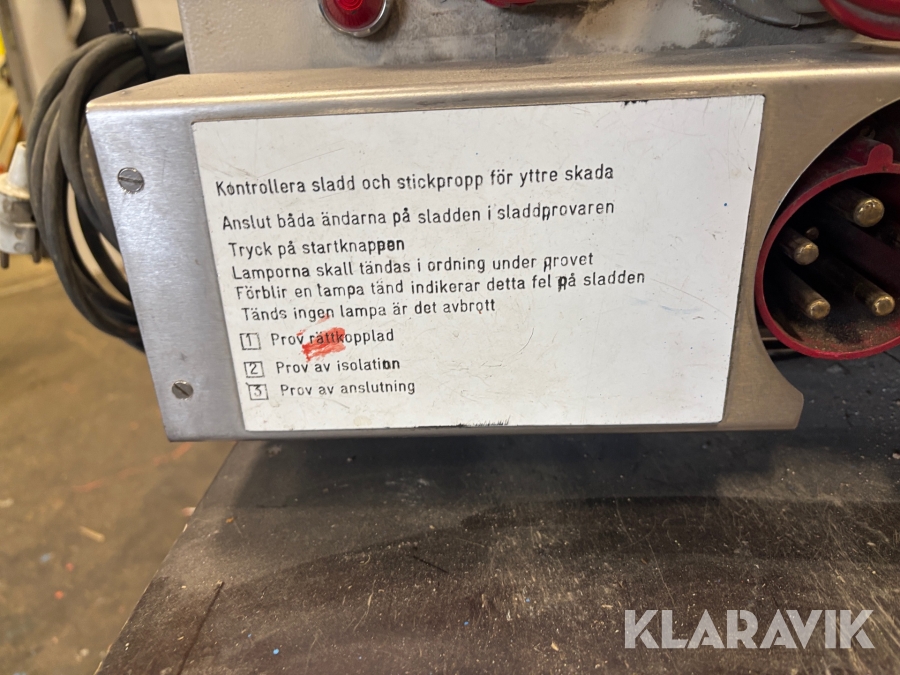 Kontrollera sladd och stickpropp för yttre skada
Anslut båda ändarna på sladden i sladdprovaren
Tryck på startknappen
Lamporna skall tändas i ordning under provet
Förblir en lampa tänd indikerar detta fel på sladden
Tänds ingen lampa är det avbrott
1 Prov rättkopplad
2 Prov av isolation
3 Prov av anslutning
KLARAVIK